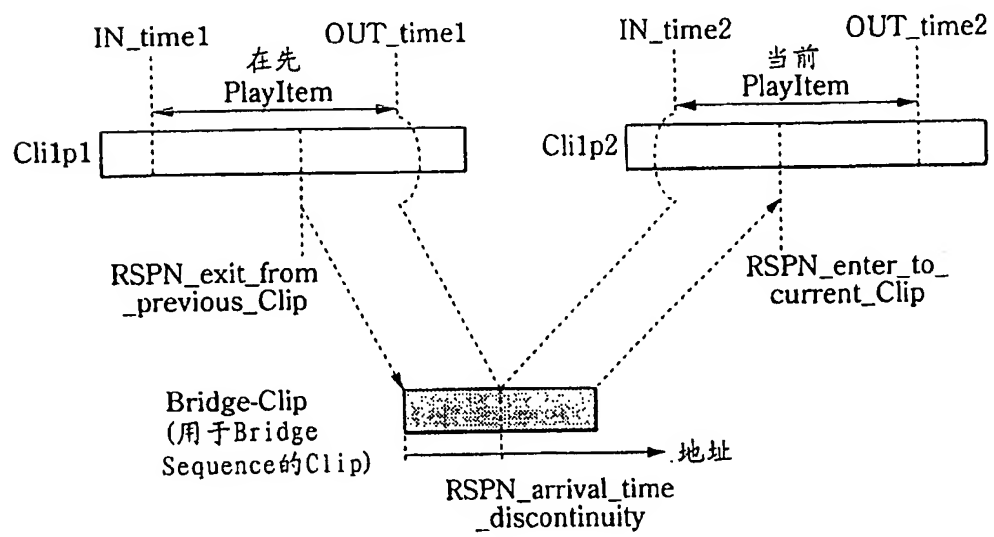 IN_time1
OUT_time1
IN_time2
OUT_time2
在先
PlayItem
当前
PlayItem
Cli1p1
Cli1p2
RSPN_exit_from
_previous_Clip
RSPN_enter_to_
current_Clip
Bridge-Clip
(用于Bridge
Sequence的Clip)
地址
RSPN_arrival_time
_discontinuity